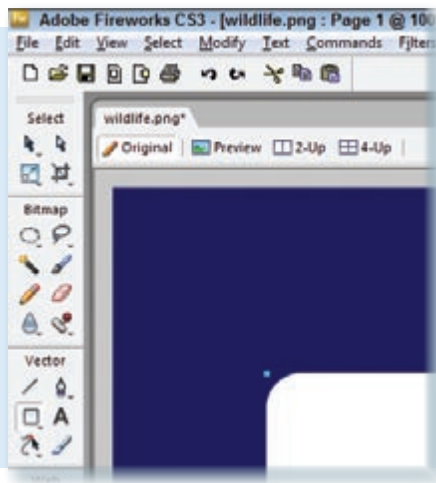 Adobe Fireworks CS3 - [wildlife.png : Page 1 @ 100
File Edit View Select Modify Text Commands Filters
Select
wildlife.png*
Original Preview 2-Up 4-Up
Bitmap
Vector
A